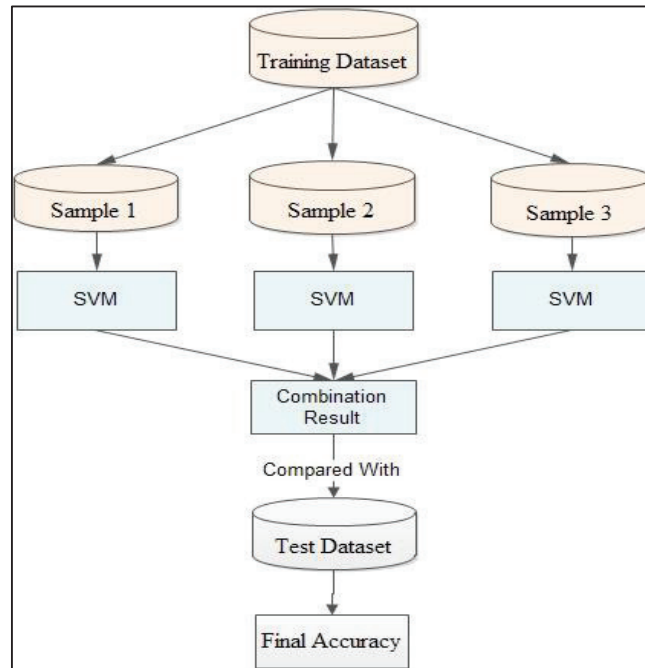 Training Dataset
Sample 1
Sample 2
Sample 3
SVM
SVM
SVM
Combination
Result
Compared With
Test Dataset
Final Accuracy